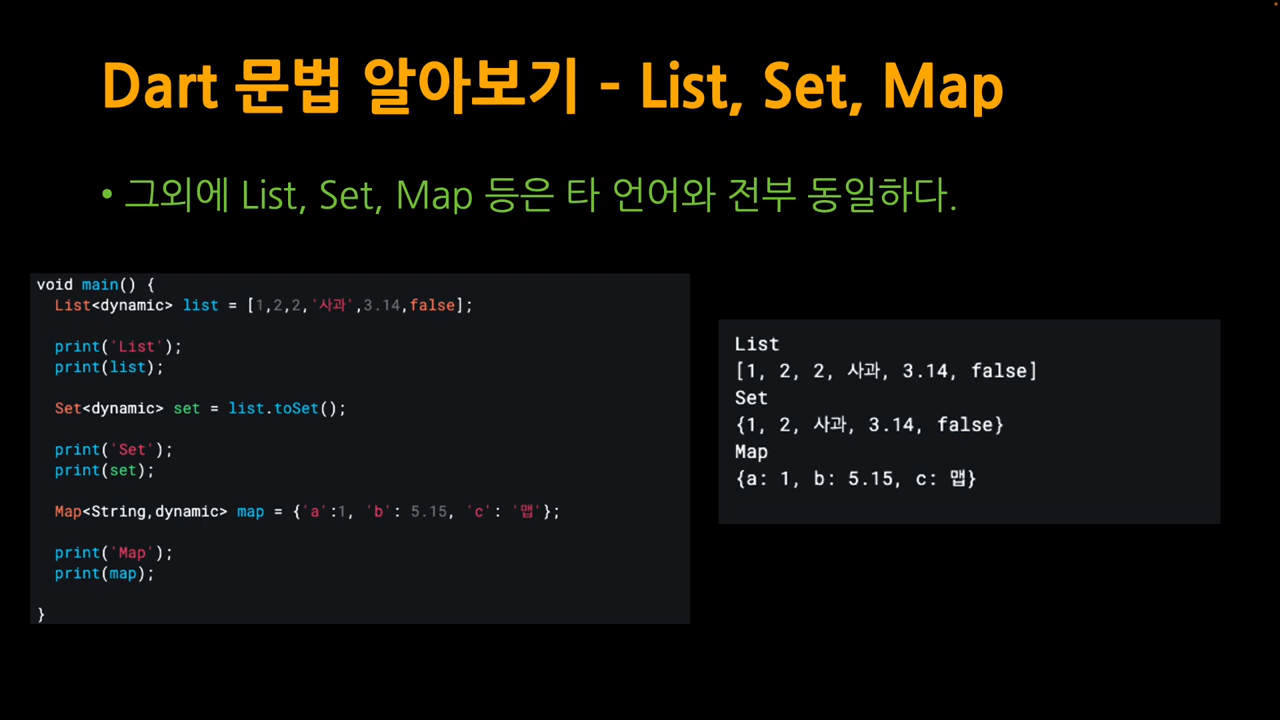 Dart 문법 알아보기 - List, Set, Map
• 그외에 List, Set, Map 등은 타 언어와 전부 동일하다.
void main() {
  List<dynamic> list = [1,2,2,'사과',3.14,false];
  print('List');
  print(list);
  Set<dynamic> set = list.toSet();
  print('Set');
  print(set);
  Map<String,dynamic> map = {'a':1, 'b': 5.15, 'c': '맵'};
  print('Map');
  print(map);
}
List
[1, 2, 2, 사과, 3.14, false]
Set
{1, 2, 사과, 3.14, false}
Map
{a: 1, b: 5.15, c: 맵}